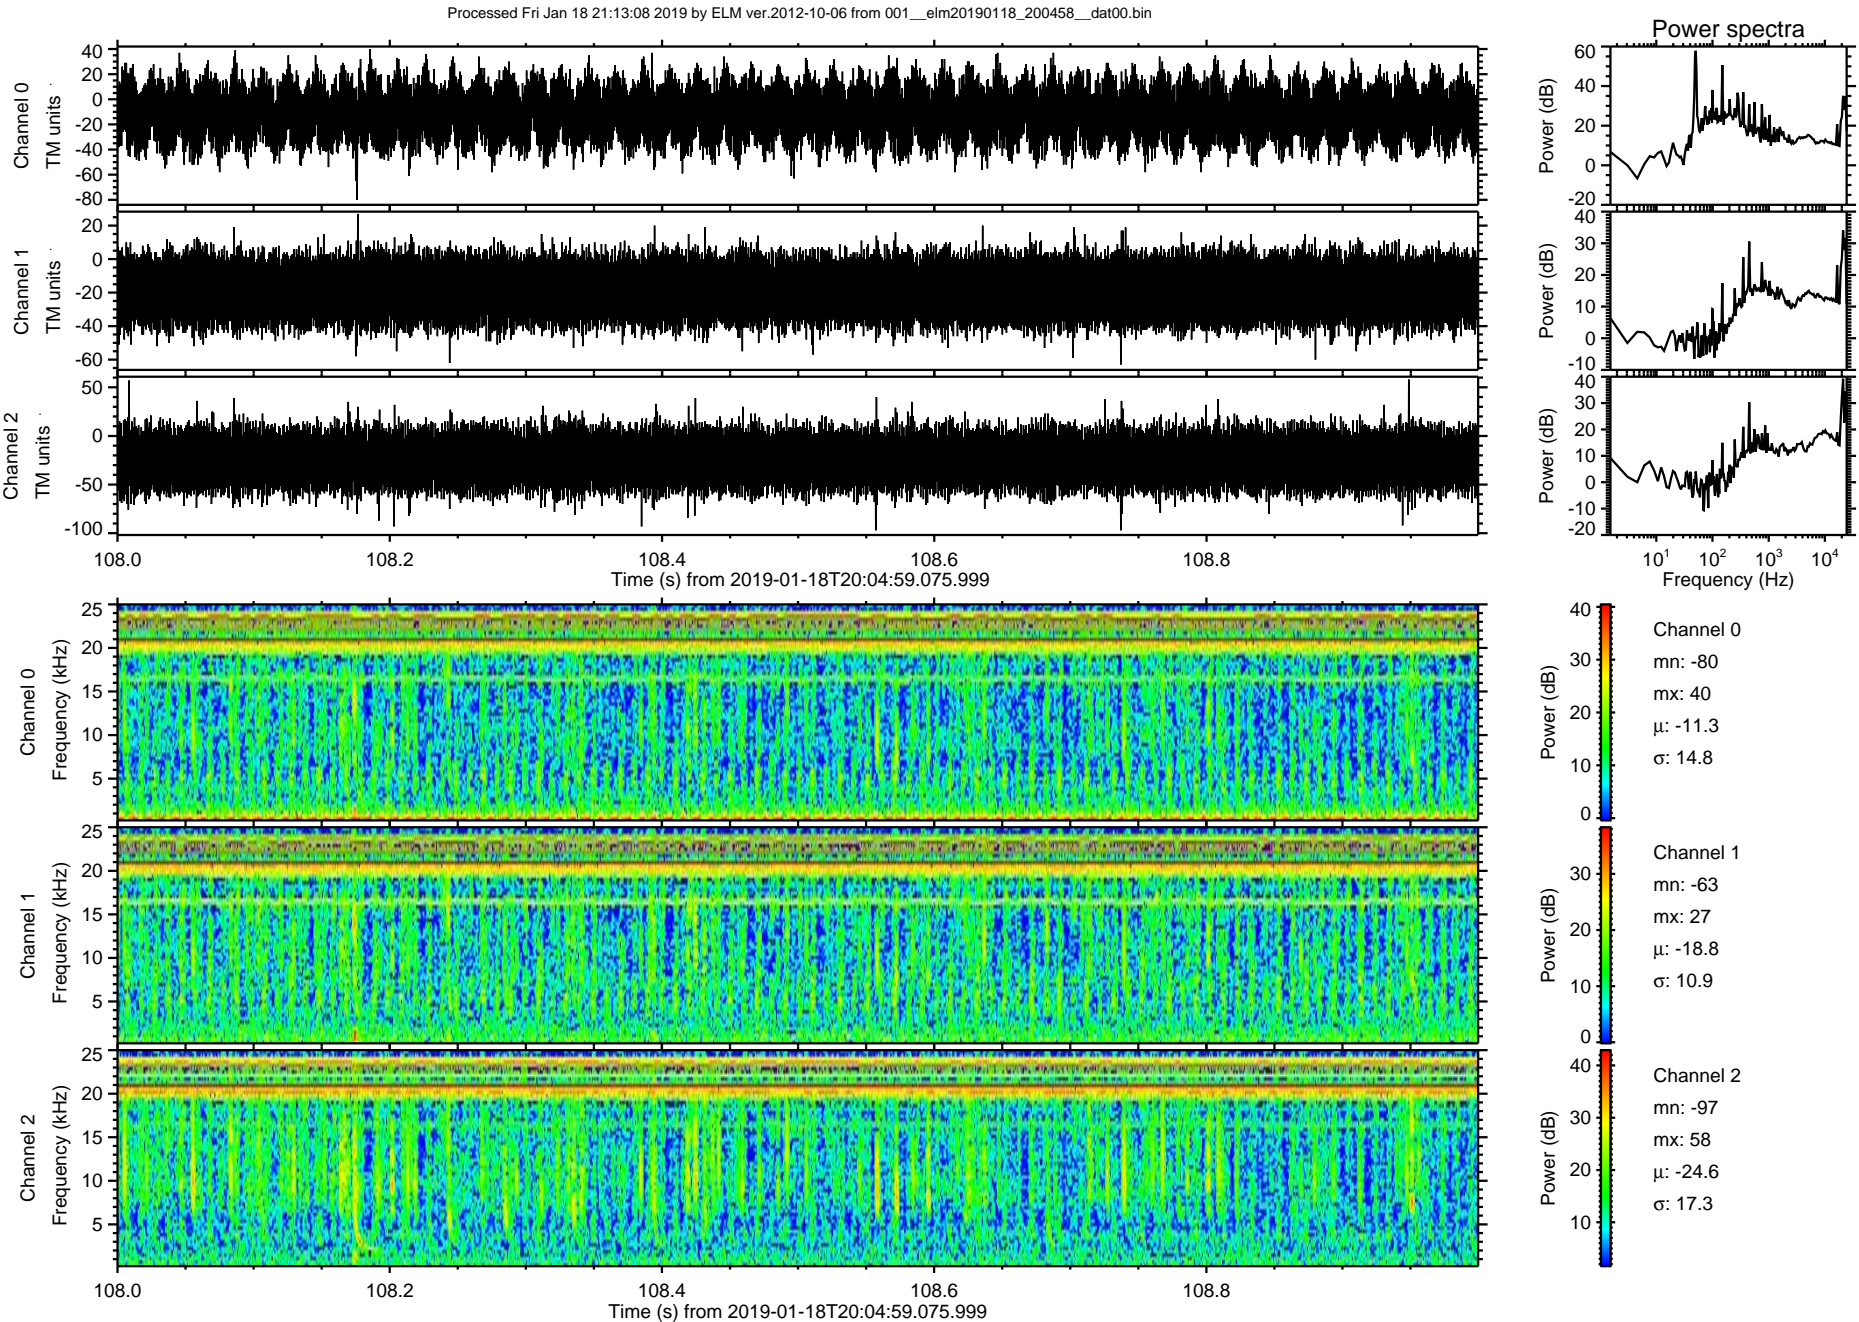 Processed Fri Jan 18 21:13:08 2019 by ELM ver.2012-10-06 from 001__elm20190118_200458__dat00.bin
Power spectra
Channel 0
TM units
40
20
0
-20
-40
-60
-80
Power (dB)
60
40
20
0
-20
Channel 1
TM units
20
0
-20
-40
-60
Power (dB)
40
30
20
10
0
-10
Channel 2
TM units
50
0
-50
-100
Power (dB)
40
30
20
10
0
-10
-20
108.0 108.2 108.4 108.6 108.8
Time (s) from 2019-01-18T20:04:59.075.999
10¹ 10² 10³ 10⁴
Frequency (Hz)
Channel 0
Frequency (kHz)
25
20
15
10
5
Power (dB)
40
30
20
10
0
Channel 0
mn: -80
mx: 40
μ: -11.3
σ: 14.8
Channel 1
Frequency (kHz)
25
20
15
10
5
Power (dB)
30
20
10
0
Channel 1
mn: -63
mx: 27
μ: -18.8
σ: 10.9
Channel 2
Frequency (kHz)
25
20
15
10
5
Power (dB)
40
30
20
10
Channel 2
mn: -97
mx: 58
μ: -24.6
σ: 17.3
108.0 108.2 108.4 108.6 108.8
Time (s) from 2019-01-18T20:04:59.075.999